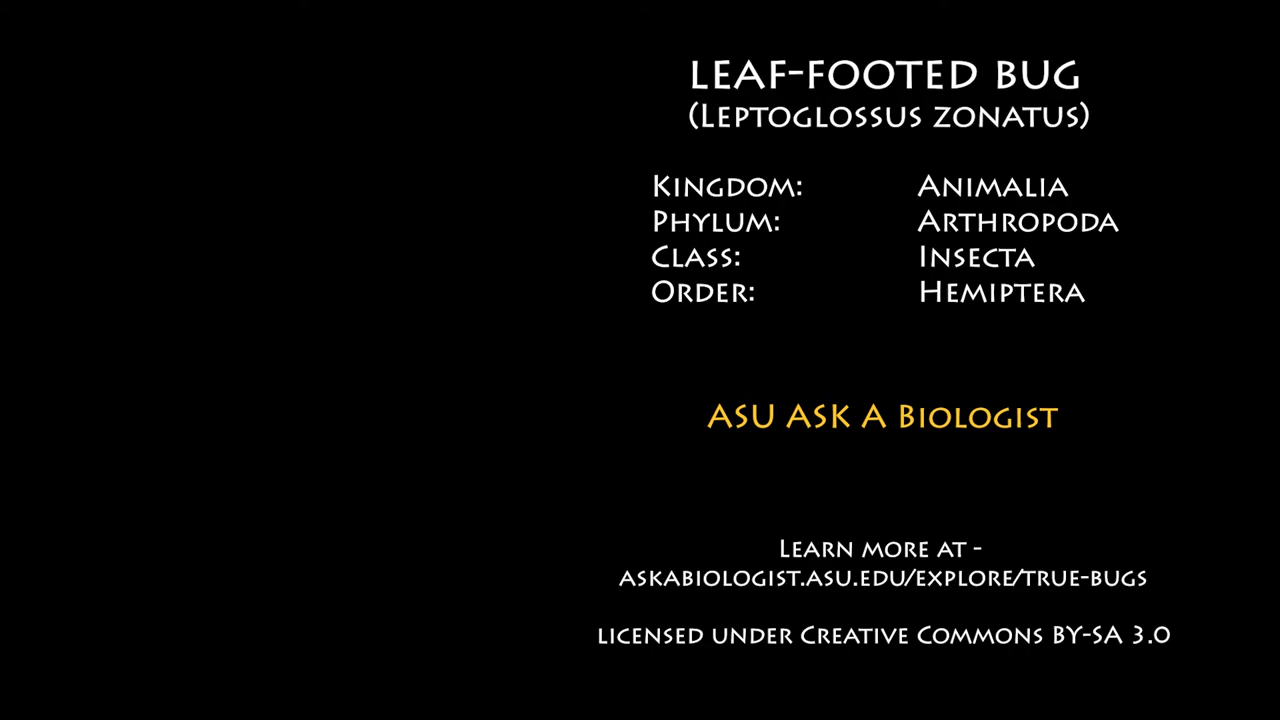 LEAF-FOOTED BUG
(LEPTOGLOSSUS ZONATUS)
KINGDOM: ANIMALIA
PHYLUM: ARTHROPODA
CLASS: INSECTA
ORDER: HEMIPTERA
ASU ASK A BIOLOGIST
LEARN MORE AT -
ASKABIOLOGIST.ASU.EDU/EXPLORE/TRUE-BUGS
LICENSED UNDER CREATIVE COMMONS BY-SA 3.0